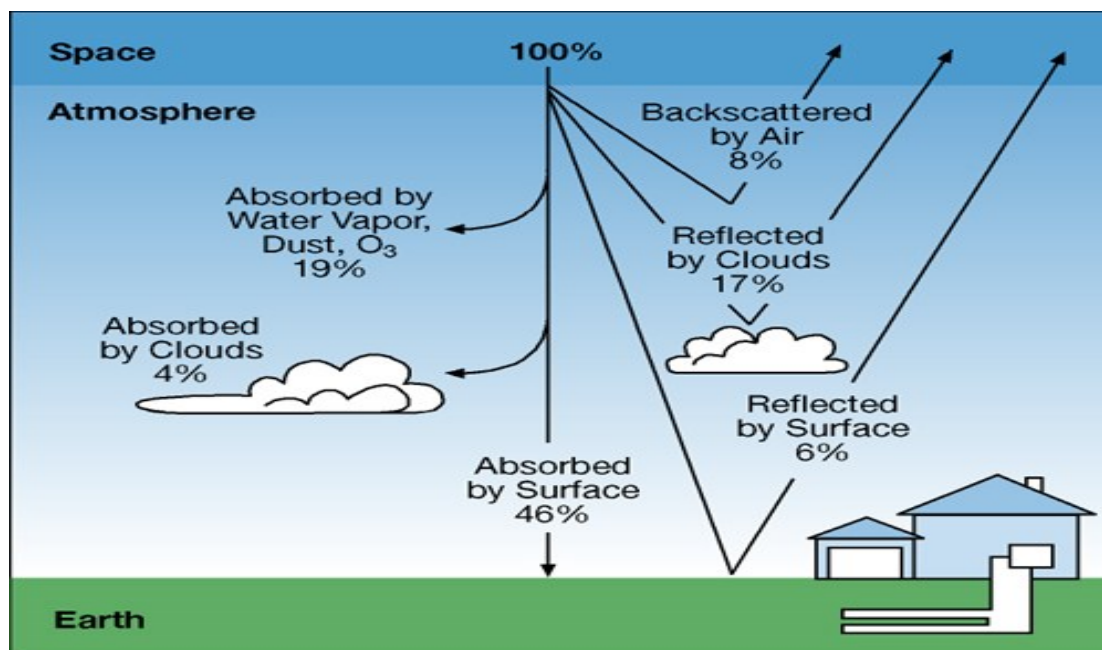 Space
100%
Atmosphere
Backscattered
by Air
8%
Absorbed by
Water Vapor,
Dust, O₃
19%
Reflected
by Clouds
17%
Absorbed
by Clouds
4%
Reflected
by Surface
6%
Absorbed
by Surface
46%
Earth